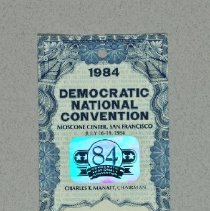 1984
DEMOCRATIC
NATIONAL
CONVENTION
MOSCONE CENTER, SAN FRANCISCO
JULY 16-19, 1984
84
CHARLES T. MANATT, CHAIRMAN